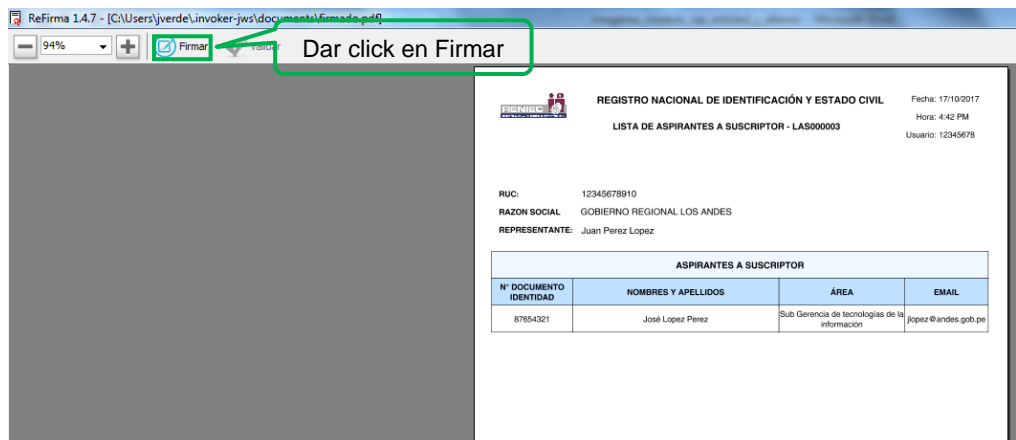 ReFirma 1.4.7 - [C:\Users\jverde\.invoker-jws\documents\firmado.pdf]
94%
Firmar
Validar
Dar click en Firmar
RENIEC
REGISTRO NACIONAL DE IDENTIFICACIÓN Y ESTADO CIVIL
Fecha: 17/10/2017
LISTA DE ASPIRANTES A SUSCRIPTOR - LAS000003
Hora: 4:42 PM
Usuario: 12345678
RUC: 12345678910
RAZON SOCIAL GOBIERNO REGIONAL LOS ANDES
REPRESENTANTE: Juan Perez Lopez
ASPIRANTES A SUSCRIPTOR
N° DOCUMENTO
IDENTIDAD
NOMBRES Y APELLIDOS
ÁREA
EMAIL
87654321
José Lopez Perez
Sub Gerencia de tecnologías de la
información
jlopez@andes.gob.pe